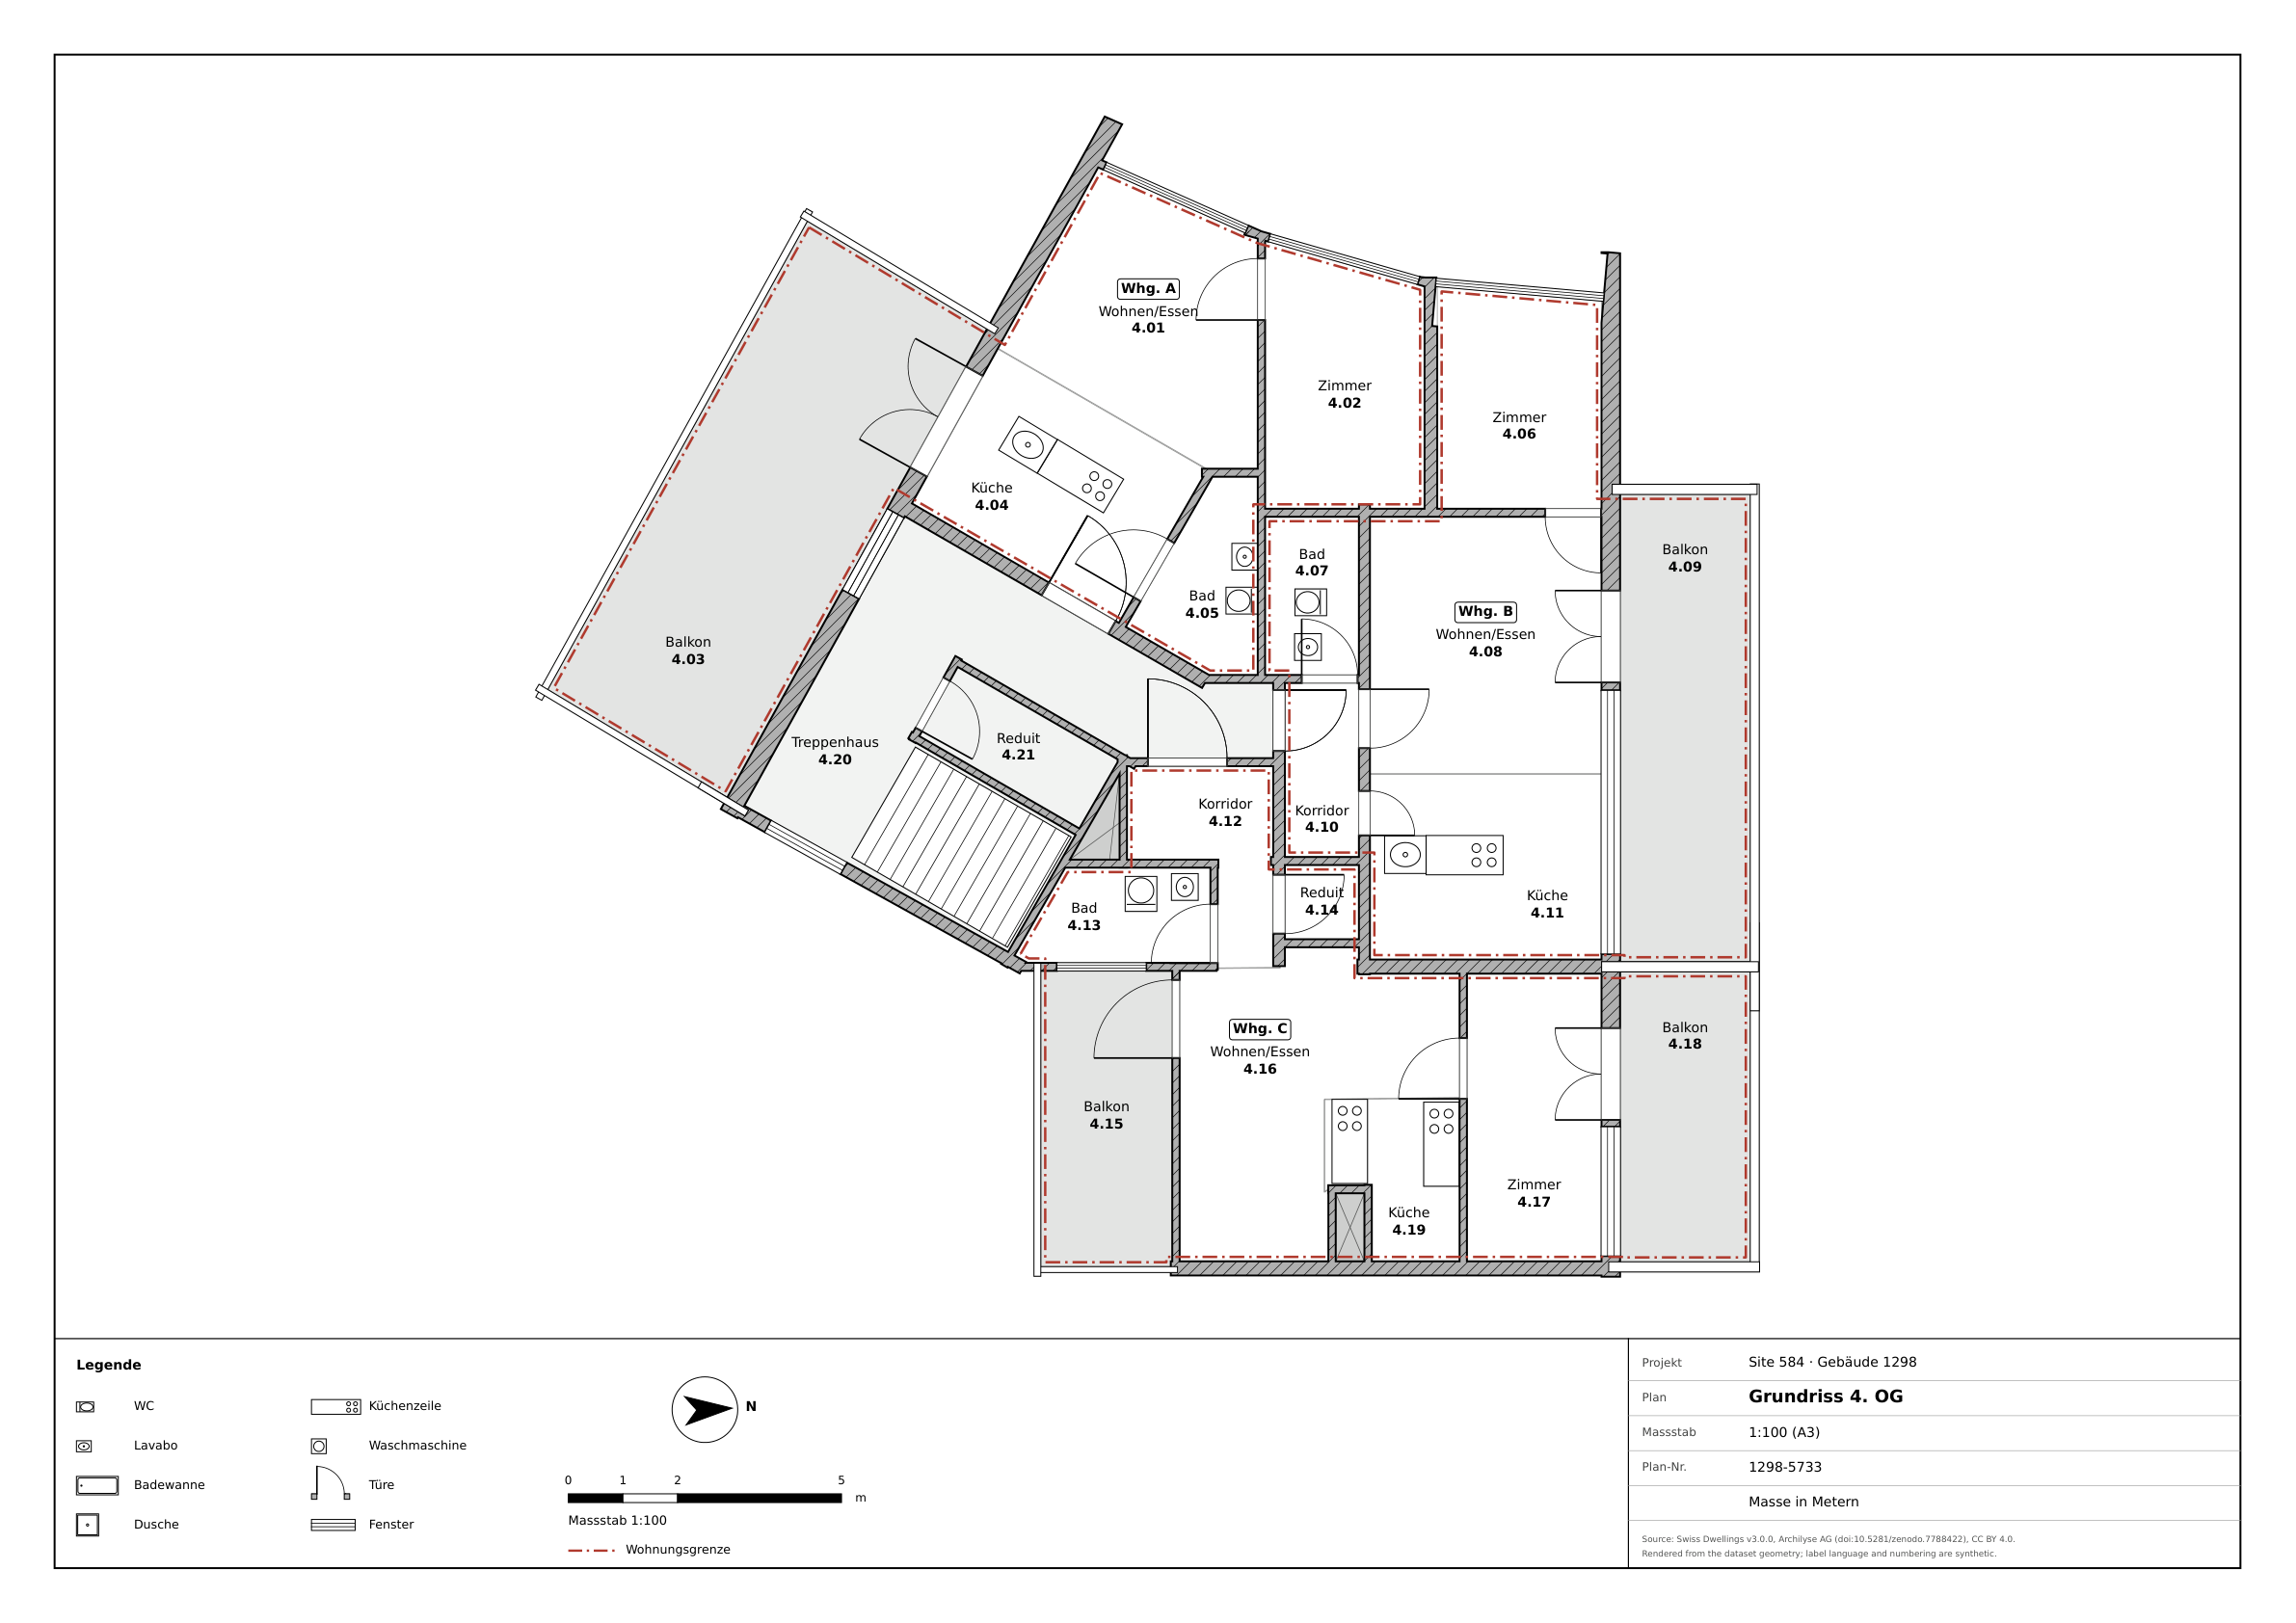 Whg. A
Wohnen/Essen
4.01
Zimmer
4.02
Zimmer
4.06
Küche
4.04
Bad
4.05
Bad
4.07
Balkon
4.09
Whg. B
Wohnen/Essen
4.08
Balkon
4.03
Treppenhaus
4.20
Reduit
4.21
Korridor
4.12
Korridor
4.10
Küche
4.11
Reduit
4.14
Bad
4.13
Whg. C
Wohnen/Essen
4.16
Balkon
4.18
Balkon
4.15
Zimmer
4.17
Küche
4.19
Legende
WC
Lavabo
Badewanne
Dusche
Küchenzeile
Waschmaschine
Türe
Fenster
N
0 1 2 5
m
Massstab 1:100
Wohnungsgrenze
Projekt Site 584 · Gebäude 1298
Plan Grundriss 4. OG
Massstab 1:100 (A3)
Plan-Nr. 1298-5733
Masse in Metern
Source: Swiss Dwellings v3.0.0, Archilyse AG (doi:10.5281/zenodo.7788422), CC BY 4.0.
Rendered from the dataset geometry; label language and numbering are synthetic.